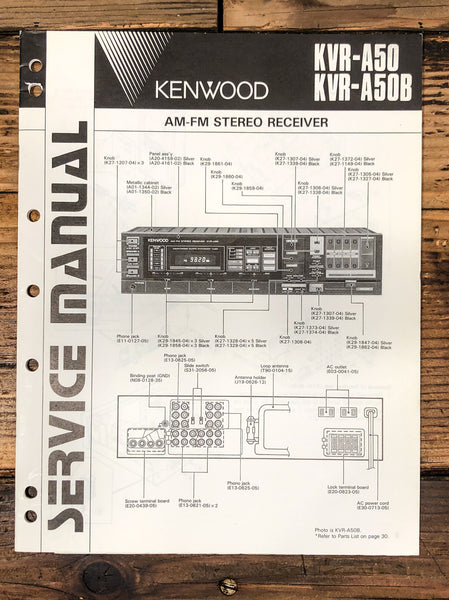 KVR-A50
KVR-A50B
KENWOOD
AM-FM STEREO RECEIVER
SERVICE MANUAL
Knob
(K27-1307-04) x 3
Panel ass'y
(A20-4159-02) Silver
(A20-4161-02) Black
Knob
(K29-1861-04)
Knob
(K29-1860-04)
Knob
(K29-1859-04)
Knob
(K27-1307-04) Silver
(K27-1339-04) Black
Knob
(K27-1308-04) Silver
(K27-1338-04) Black
Knob
(K27-1372-04) Silver
(K27-1149-04) Black
Knob
(K27-1305-04) Silver
(K27-1327-04) Black
Metallic cabinet
(A01-1344-02) Silver
(A01-1350-02) Black
KENWOOD
Phone jack
(E11-0127-05)
Knob
(K29-1845-04) x 3 Silver
(K29-1858-04) x 3 Black
Knob
(K27-1328-04) x 5 Silver
(K27-1329-04) x 5 Black
Knob
(K27-1308-04)
Knob
(K27-1307-04) Silver
(K27-1339-04) Black
Knob
(K27-1373-04) Silver
(K27-1374-04) Black
Knob
(K29-1847-04) Silver
(K29-1862-04) Black
Phono jack
(E13-0625-05)
Slide switch
(S31-2058-05)
Binding post (GND)
(N08-0128-35)
Antenna holder
(J19-0626-13)
Loop antenna
(T90-0104-15)
AC outlet
(E03-0041-05)
Screw terminal board
(E20-0439-05)
Phono jack
(E13-0621-05) x 2
Phono jack
(E13-0625-05)
Lock terminal board
(E20-0823-05)
AC power cord
(E30-0713-05)
Photo is KVR-A50B.
*Refer to Parts List on page 30.